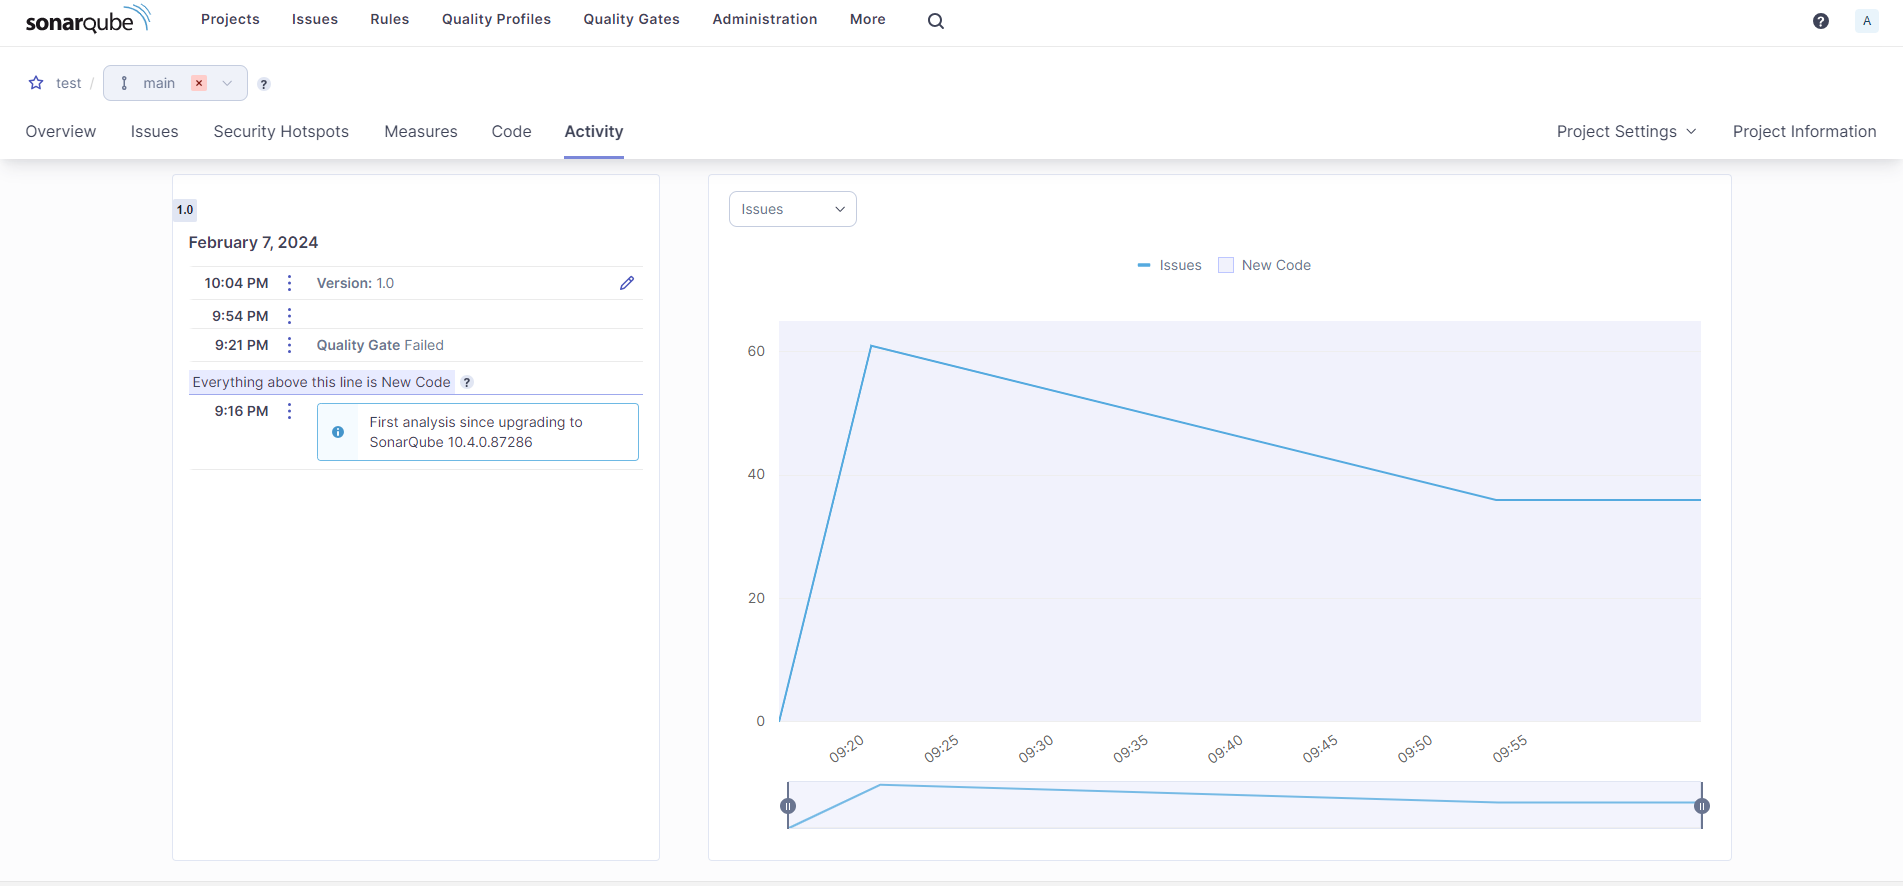 sonarqube Projects Issues Rules Quality Profiles Quality Gates Administration More ? A
test / main × ?
Overview Issues Security Hotspots Measures Code Activity Project Settings Project Information
1.0
February 7, 2024
10:04 PM Version: 1.0
9:54 PM
9:21 PM Quality Gate Failed
Everything above this line is New Code ?
9:16 PM First analysis since upgrading to
SonarQube 10.4.0.87286
Issues
Issues New Code
60
40
20
0
09:20 09:25 09:30 09:35 09:40 09:45 09:50 09:55